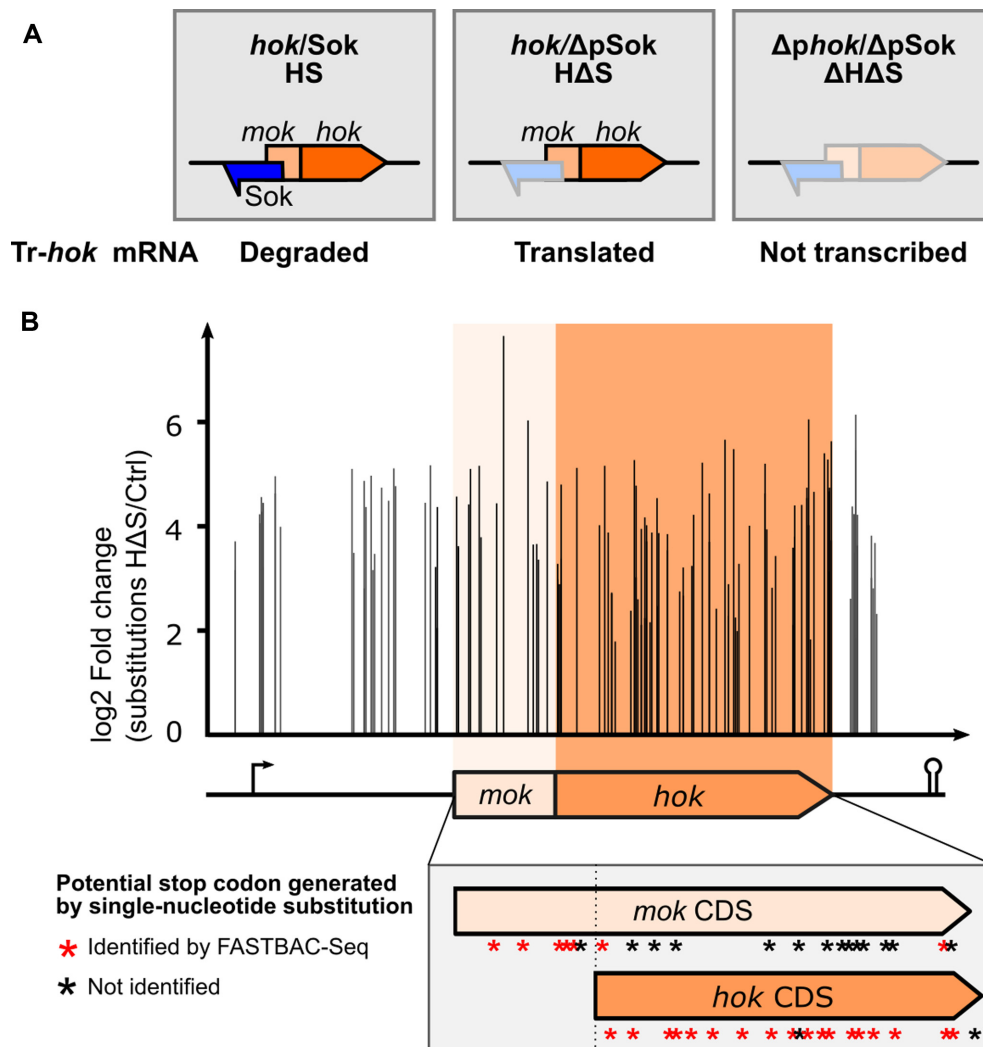 A
hok/Sok
HS
mok hok
Sok
hok/ΔpSok
HΔS
mok hok
Δphok/ΔpSok
ΔHΔS
Tr-hok mRNA Degraded Translated Not transcribed
B
log2 Fold change
(substitutions HΔS/Ctrl)
6
4
2
0
mok hok
Potential stop codon generated
by single-nucleotide substitution
* Identified by FASTBAC-Seq
* Not identified
mok CDS
hok CDS